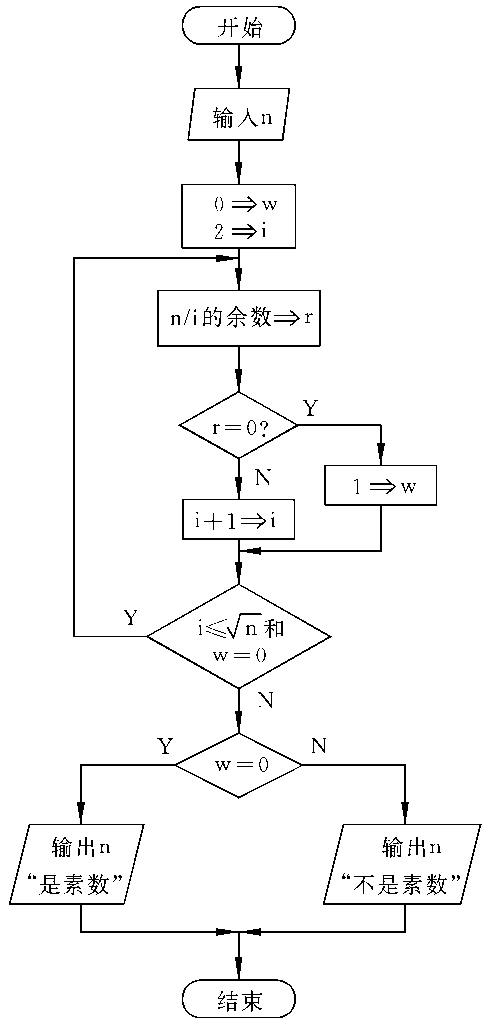 开始
输入n
0⇒w
2⇒i
n/i的余数⇒r
r=0?
Y
N
1⇒w
i+1⇒i
Y
i≤√n和
w=0
N
Y
w=0
N
输出n
“是素数”
输出n
“不是素数”
结束